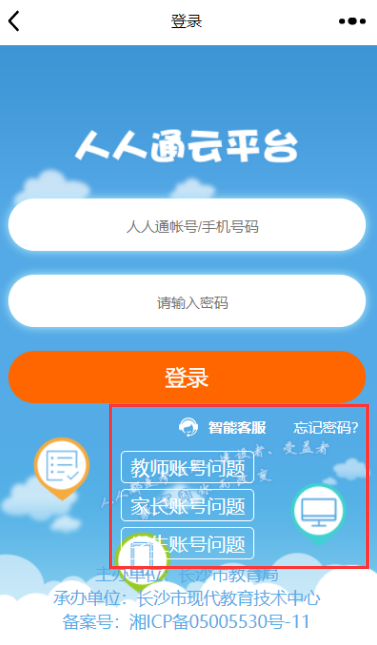 登录
人人通云平台
人人通帐号/手机号码
请输入密码
登录
智能客服 忘记密码?
教师账号问题
家长账号问题
学生账号问题
主办单位：长沙市教育局
承办单位：长沙市现代教育技术中心
备案号：湘ICP备05005530号-11